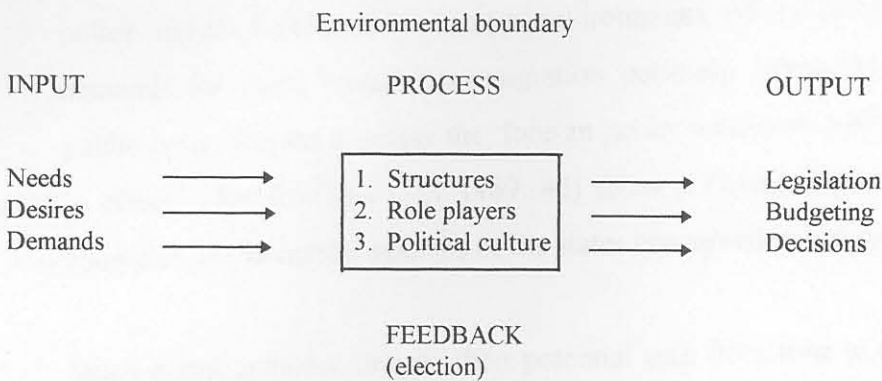 Environmental boundary
INPUT PROCESS OUTPUT
Needs 1. Structures Legislation
Desires 2. Role players Budgeting
Demands 3. Political culture Decisions
FEEDBACK
(election)